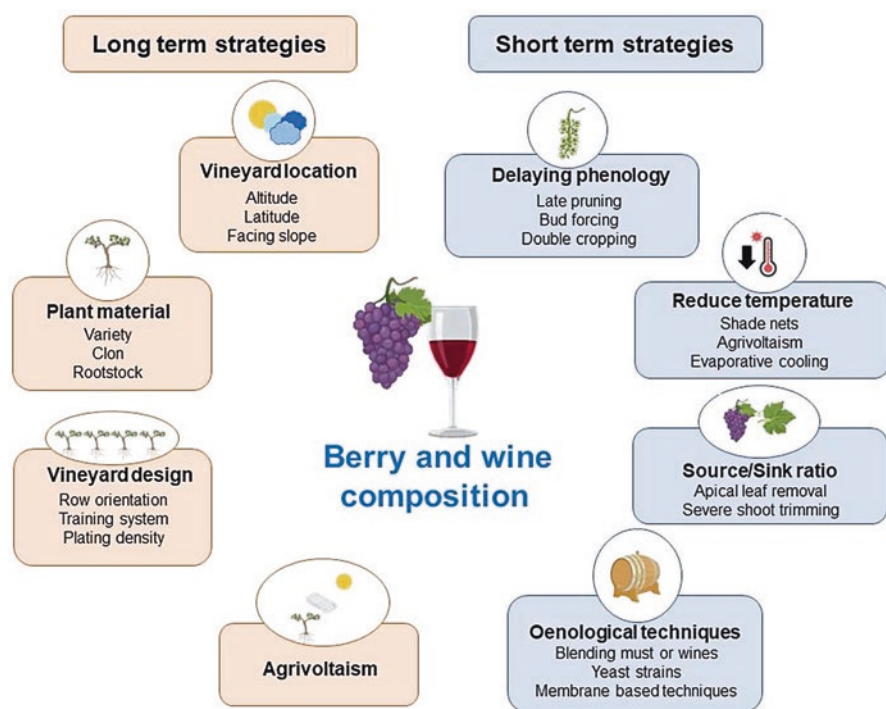 Long term strategies
Short term strategies
Vineyard location
Altitude
Latitude
Facing slope
Plant material
Variety
Clon
Rootstock
Vineyard design
Row orientation
Training system
Plating density
Agrivoltaism
Delaying phenology
Late pruning
Bud forcing
Double cropping
Reduce temperature
Shade nets
Agrivoltaism
Evaporative cooling
Source/Sink ratio
Apical leaf removal
Severe shoot trimming
Oenological techniques
Blending must or wines
Yeast strains
Membrane based techniques
Berry and wine
composition